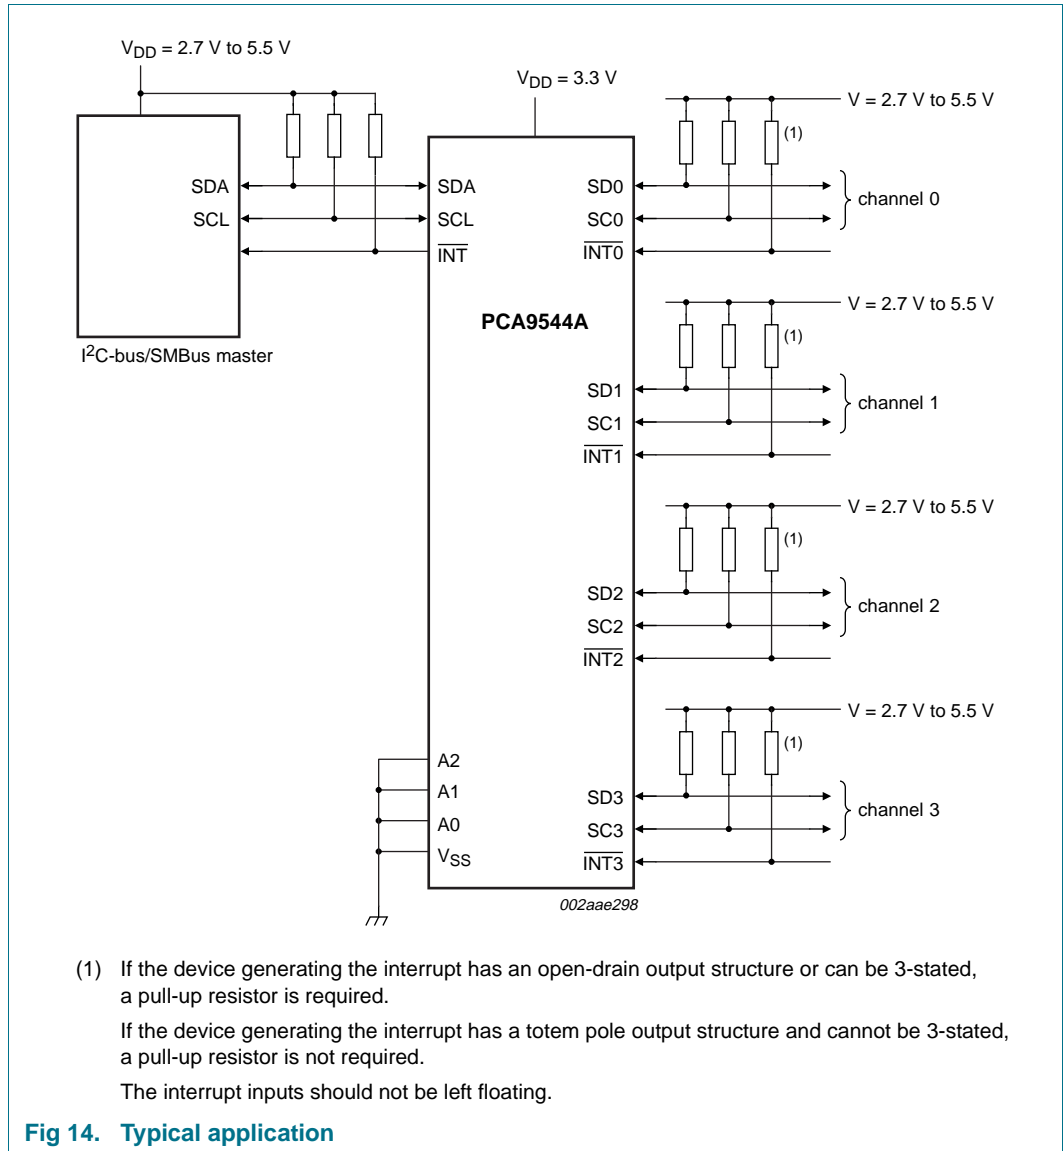 VDD = 2.7 V to 5.5 V
VDD = 3.3 V
V = 2.7 V to 5.5 V
(1)
SDA
SCL
SDA
SCL
INT
SD0
SC0
INT0
channel 0
PCA9544A
I2C-bus/SMBus master
V = 2.7 V to 5.5 V
(1)
SD1
SC1
INT1
channel 1
V = 2.7 V to 5.5 V
(1)
SD2
SC2
INT2
channel 2
V = 2.7 V to 5.5 V
(1)
SD3
SC3
INT3
channel 3
A2
A1
A0
VSS
002aae298
(1) If the device generating the interrupt has an open-drain output structure or can be 3-stated,
a pull-up resistor is required.
If the device generating the interrupt has a totem pole output structure and cannot be 3-stated,
a pull-up resistor is not required.
The interrupt inputs should not be left floating.
Fig 14. Typical application